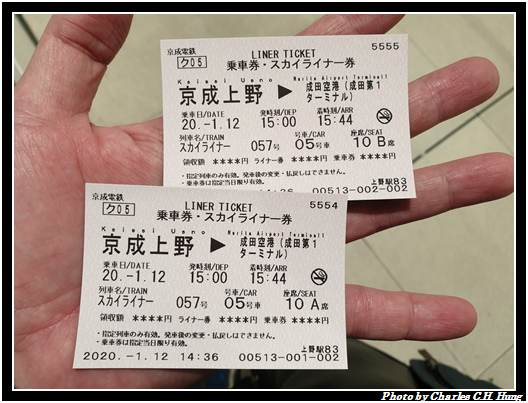 京成電鉄 5555
ク05 LINER TICKET
乗車券・スカイライナー券
Keisei Ueno Narita Airport Terminal1
京成上野 ▶ 成田空港(成田第1
ターミナル)
乗車日/DATE 発時刻/DEP 着時刻/ARR
20.-1.12 15:00 15:44
列車名/TRAIN 号車/CAR 座席/SEAT
スカイライナー 057号 05号車 10 B席
領収額 ****円 ライナー券 ****円 乗車券 ****円
・指定列車のみ有効。発車後の変更・払戻しはできません。
・乗車券は指定当日限り有効。
上野駅83
00513-002-002
京成電鉄 5554
ク05 LINER TICKET
乗車券・スカイライナー券
Keisei Ueno Narita Airport Terminal1
京成上野 ▶ 成田空港(成田第1
ターミナル)
乗車日/DATE 発時刻/DEP 着時刻/ARR
20.-1.12 15:00 15:44
列車名/TRAIN 号車/CAR 座席/SEAT
スカイライナー 057号 05号車 10 A席
領収額 ****円 ライナー券 ****円 乗車券 ****円
・指定列車のみ有効。発車後の変更・払戻しはできません。
・乗車券は指定当日限り有効。
上野駅83
2020.-1.12 14:36 00513-001-002
Photo by Charles C.H. Hung